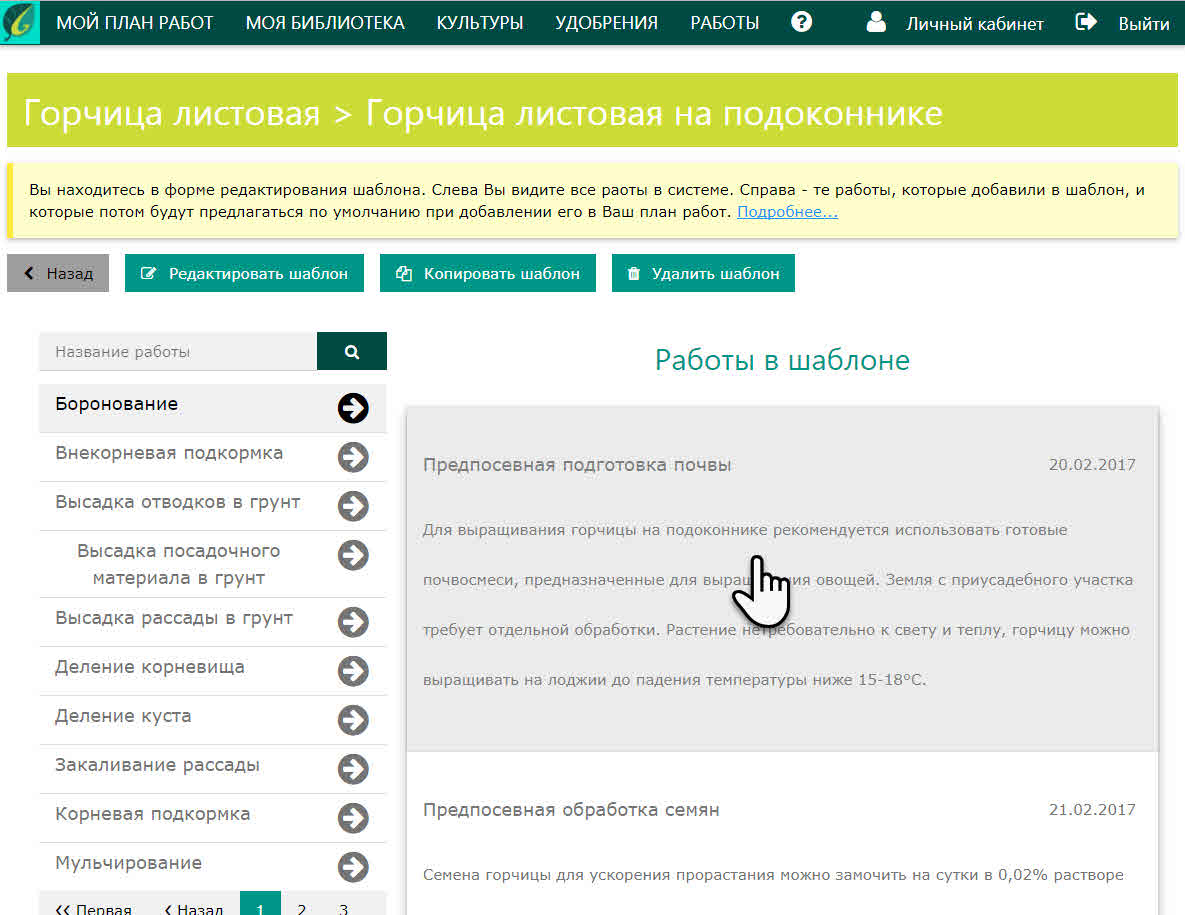 МОЙ ПЛАН РАБОТ МОЯ БИБЛИОТЕКА КУЛЬТУРЫ УДОБРЕНИЯ РАБОТЫ ? Личный кабинет Выйти
Горчица листовая > Горчица листовая на подоконнике
Вы находитесь в форме редактирования шаблона. Слева Вы видите все раоты в системе. Справа - те работы, которые добавили в шаблон, и
которые потом будут предлагаться по умолчанию при добавлении его в Ваш план работ. Подробнее...
Назад Редактировать шаблон Копировать шаблон Удалить шаблон
Название работы
Боронование
Внекорневая подкормка
Высадка отводков в грунт
Высадка посадочного
материала в грунт
Высадка рассады в грунт
Деление корневища
Деление куста
Закаливание рассады
Корневая подкормка
Мульчирование
<< Первая < Назад 1 2 3
Работы в шаблоне
Предпосевная подготовка почвы 20.02.2017
Для выращивания горчицы на подоконнике рекомендуется использовать готовые
почвосмеси, предназначенные для выращивания овощей. Земля с приусадебного участка
требует отдельной обработки. Растение нетребовательно к свету и теплу, горчицу можно
выращивать на лоджии до падения температуры ниже 15-18°С.
Предпосевная обработка семян 21.02.2017
Семена горчицы для ускорения прорастания можно замочить на сутки в 0,02% растворе